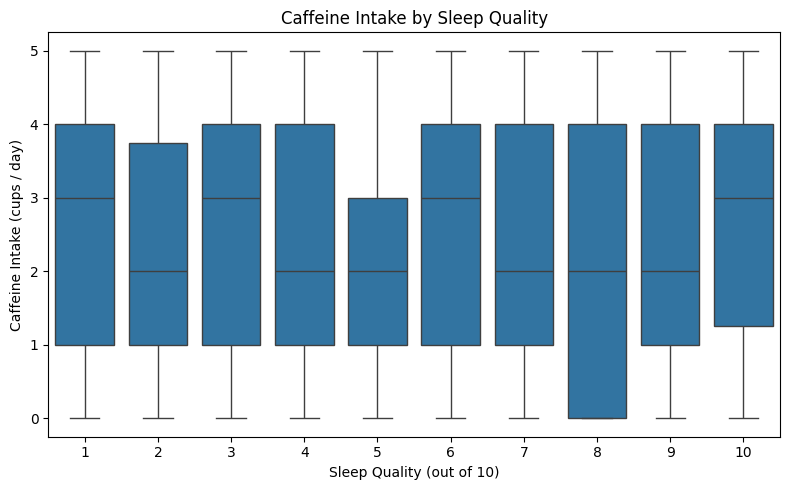 Caffeine Intake by Sleep Quality
Caffeine Intake (cups / day)
5
4
3
2
1
0
1 2 3 4 5 6 7 8 9 10
Sleep Quality (out of 10)